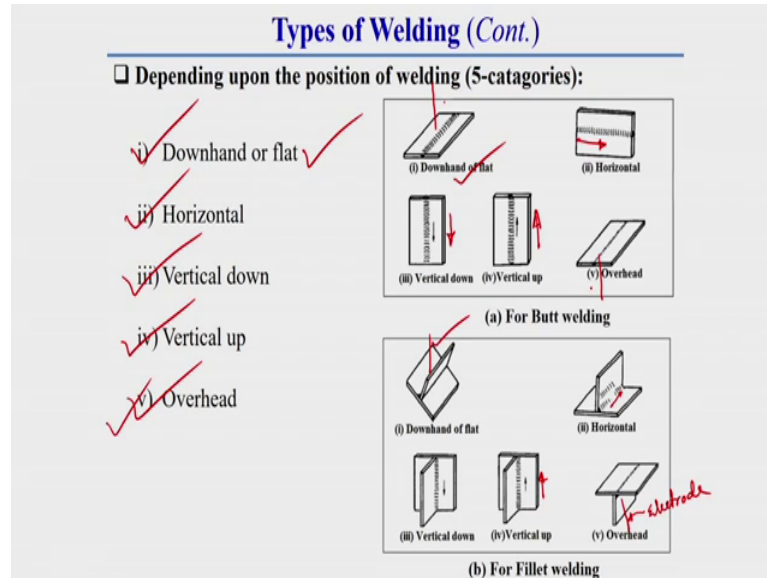 Types of Welding (Cont.)
Depending upon the position of welding (5-catagories):
i) Downhand or flat
ii) Horizontal
iii) Vertical down
iv) Vertical up
v) Overhead
(i) Downhand of flat
(ii) Horizontal
(iii) Vertical down
(iv)Vertical up
(v) Overhead
(a) For Butt welding
(i) Downhand of flat
(ii) Horizontal
(iii) Vertical down
(iv)Vertical up
(v) Overhead
electrode
(b) For Fillet welding